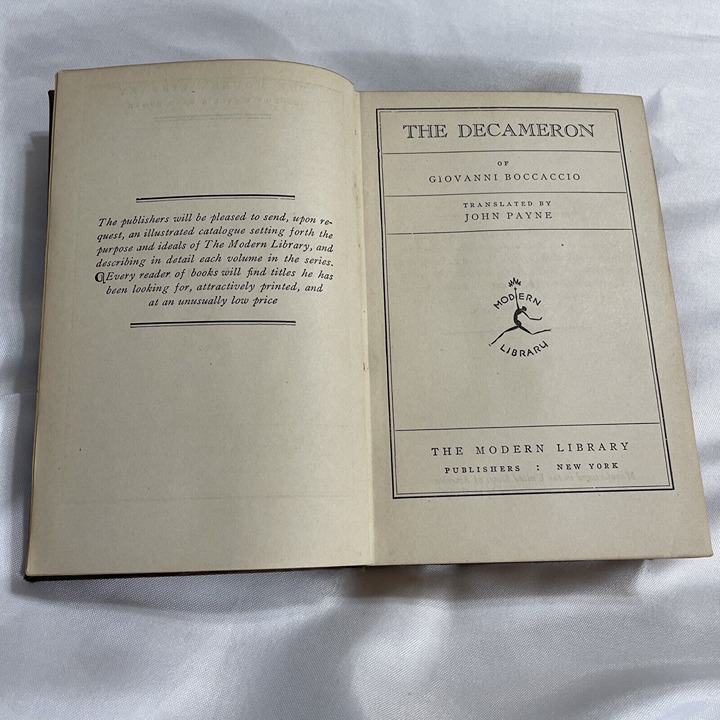 The publishers will be pleased to send, upon re-
quest, an illustrated catalogue setting forth the
purpose and ideals of The Modern Library, and
describing in detail each volume in the series.
¶Every reader of books will find titles he has
been looking for, attractively printed, and
at an unusually low price
THE DECAMERON
OF
GIOVANNI BOCCACCIO
TRANSLATED BY
JOHN PAYNE
MODERN
LIBRARY
THE MODERN LIBRARY
PUBLISHERS : NEW YORK